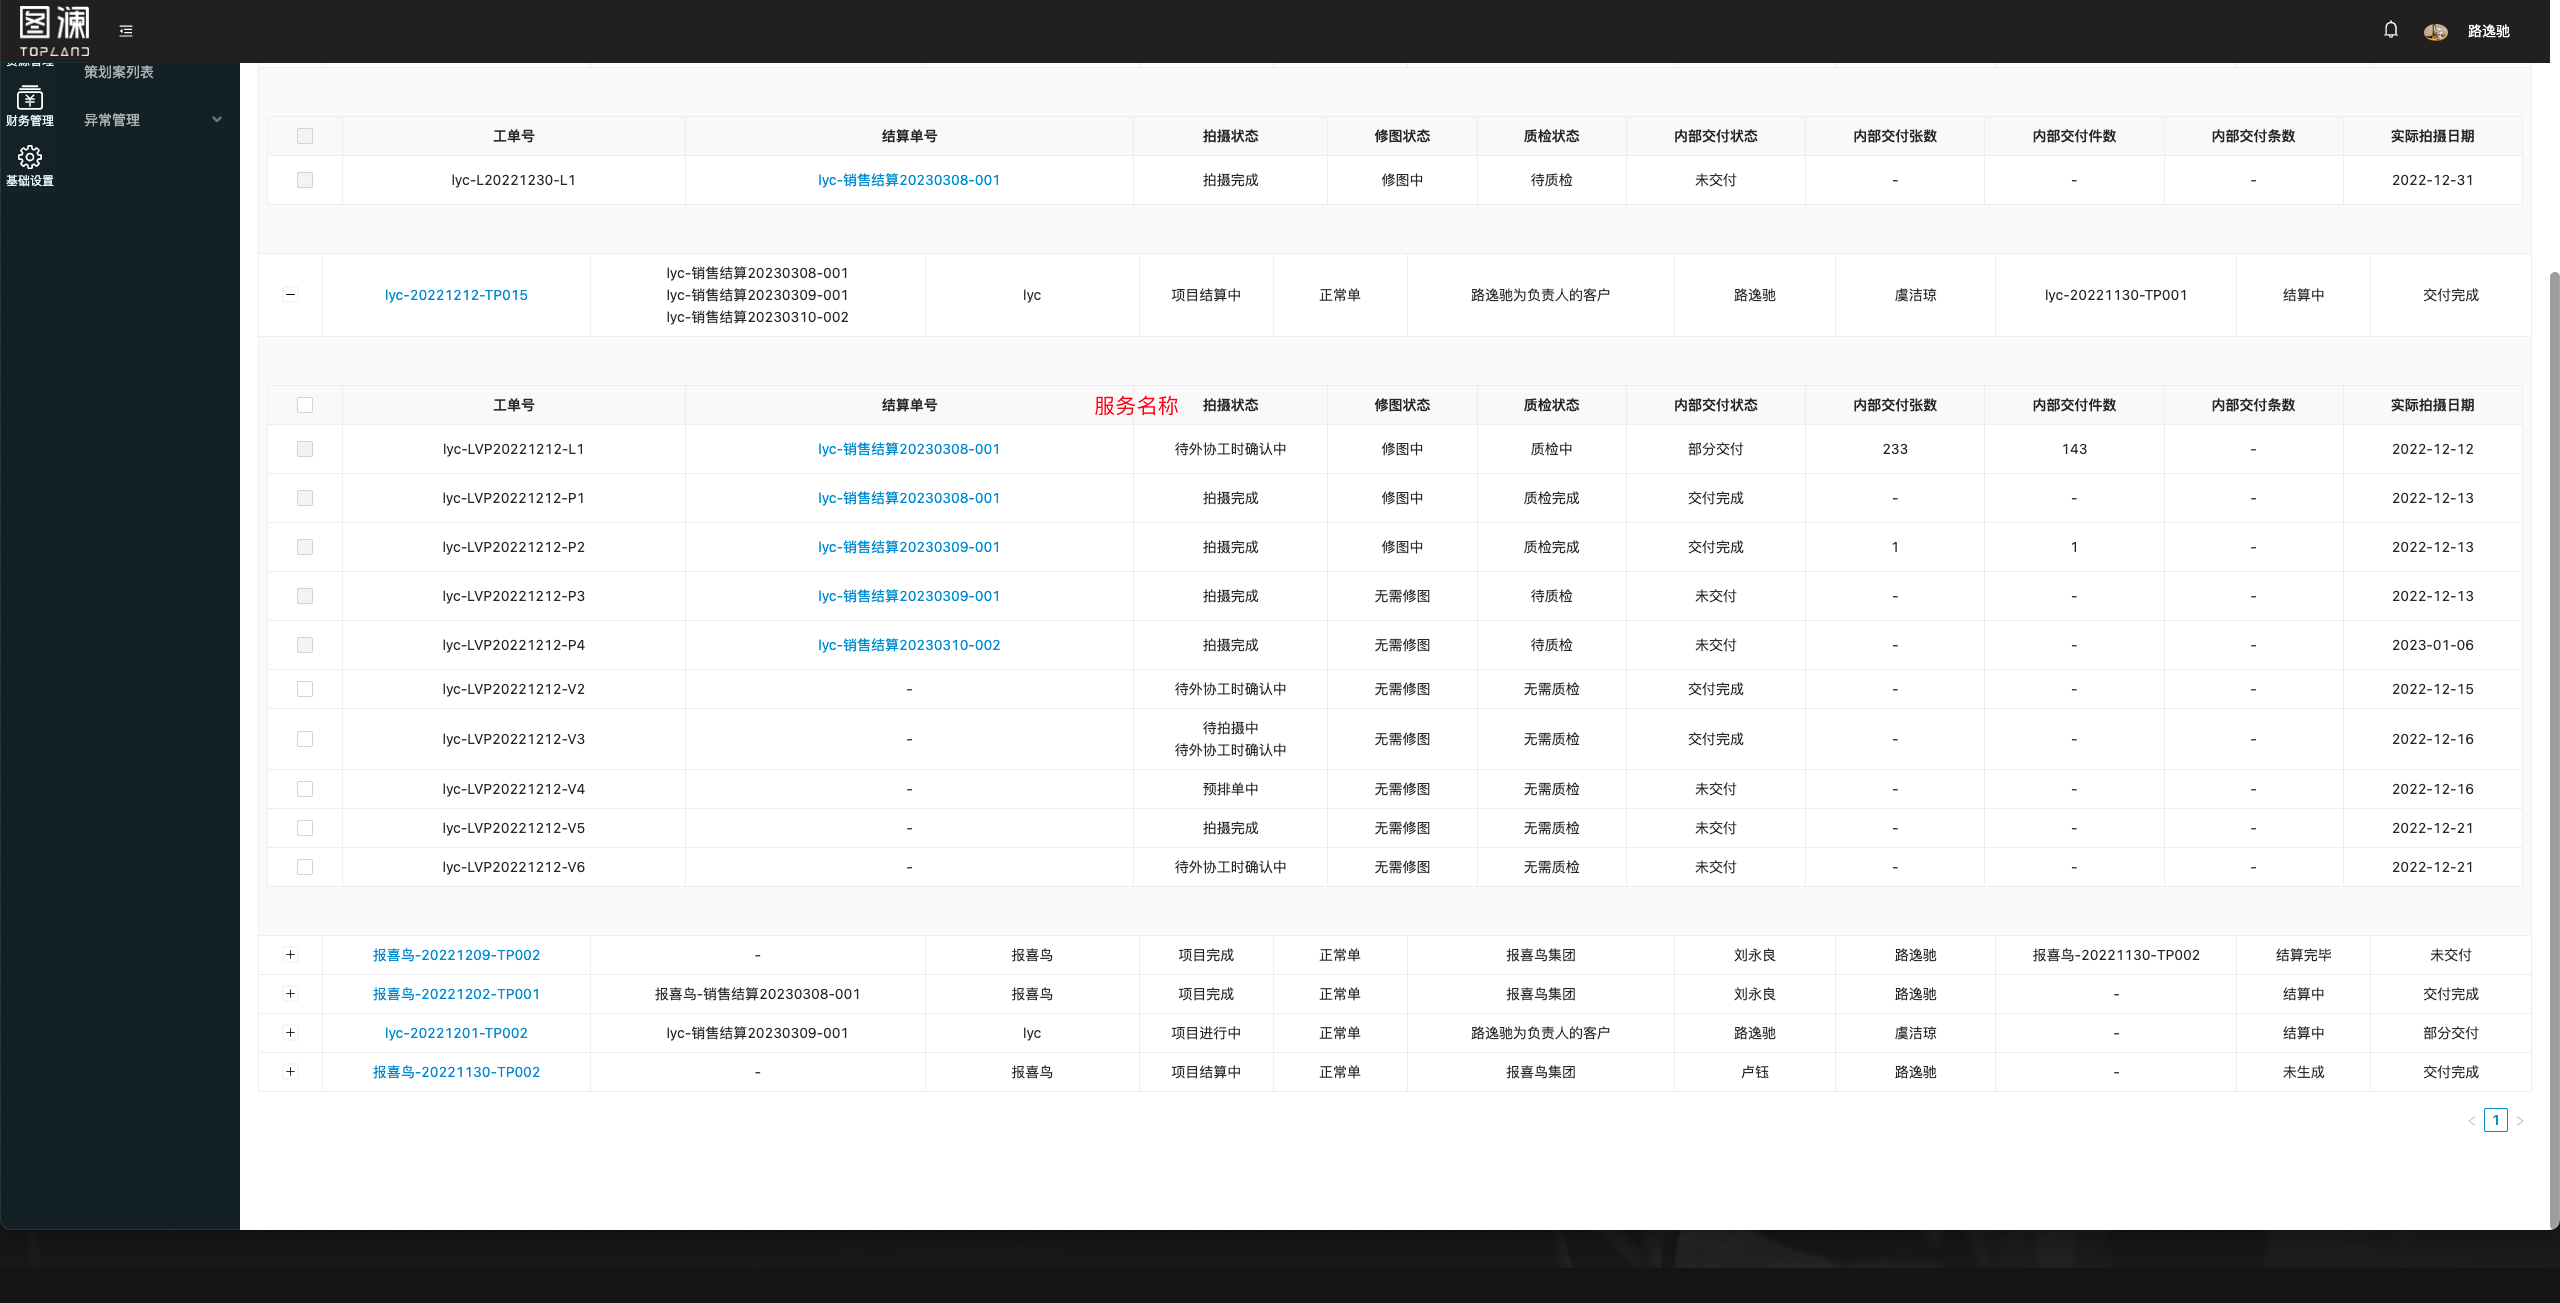 图澜
TOPLAND
路逸驰
资源管理
策划案列表
财务管理
异常管理
基础设置
工单号 结算单号 拍摄状态 修图状态 质检状态 内部交付状态 内部交付张数 内部交付件数 内部交付条数 实际拍摄日期
lyc-L20221230-L1 lyc-销售结算20230308-001 拍摄完成 修图中 待质检 未交付 - - - 2022-12-31
lyc-销售结算20230308-001
lyc-20221212-TP015 lyc-销售结算20230309-001 lyc 项目结算中 正常单 路逸驰为负责人的客户 路逸驰 虞洁琼 lyc-20221130-TP001 结算中 交付完成
lyc-销售结算20230310-002
工单号 结算单号 服务名称 拍摄状态 修图状态 质检状态 内部交付状态 内部交付张数 内部交付件数 内部交付条数 实际拍摄日期
lyc-LVP20221212-L1 lyc-销售结算20230308-001 待外协工时确认中 修图中 质检中 部分交付 233 143 - 2022-12-12
lyc-LVP20221212-P1 lyc-销售结算20230308-001 拍摄完成 修图中 质检完成 交付完成 - - - 2022-12-13
lyc-LVP20221212-P2 lyc-销售结算20230309-001 拍摄完成 修图中 质检完成 交付完成 1 1 - 2022-12-13
lyc-LVP20221212-P3 lyc-销售结算20230309-001 拍摄完成 无需修图 待质检 未交付 - - - 2022-12-13
lyc-LVP20221212-P4 lyc-销售结算20230310-002 拍摄完成 无需修图 待质检 未交付 - - - 2023-01-06
lyc-LVP20221212-V2 - 待外协工时确认中 无需修图 无需质检 交付完成 - - - 2022-12-15
待拍摄中
lyc-LVP20221212-V3 - 待外协工时确认中 无需修图 无需质检 交付完成 - - - 2022-12-16
lyc-LVP20221212-V4 - 预排单中 无需修图 无需质检 未交付 - - - 2022-12-16
lyc-LVP20221212-V5 - 拍摄完成 无需修图 无需质检 未交付 - - - 2022-12-21
lyc-LVP20221212-V6 - 待外协工时确认中 无需修图 无需质检 未交付 - - - 2022-12-21
报喜鸟-20221209-TP002 - 报喜鸟 项目完成 正常单 报喜鸟集团 刘永良 路逸驰 报喜鸟-20221130-TP002 结算完毕 未交付
报喜鸟-20221202-TP001 报喜鸟-销售结算20230308-001 报喜鸟 项目完成 正常单 报喜鸟集团 刘永良 路逸驰 - 结算中 交付完成
lyc-20221201-TP002 lyc-销售结算20230309-001 lyc 项目进行中 正常单 路逸驰为负责人的客户 路逸驰 虞洁琼 - 结算中 部分交付
报喜鸟-20221130-TP002 - 报喜鸟 项目结算中 正常单 报喜鸟集团 卢钰 路逸驰 - 未生成 交付完成
< 1 >